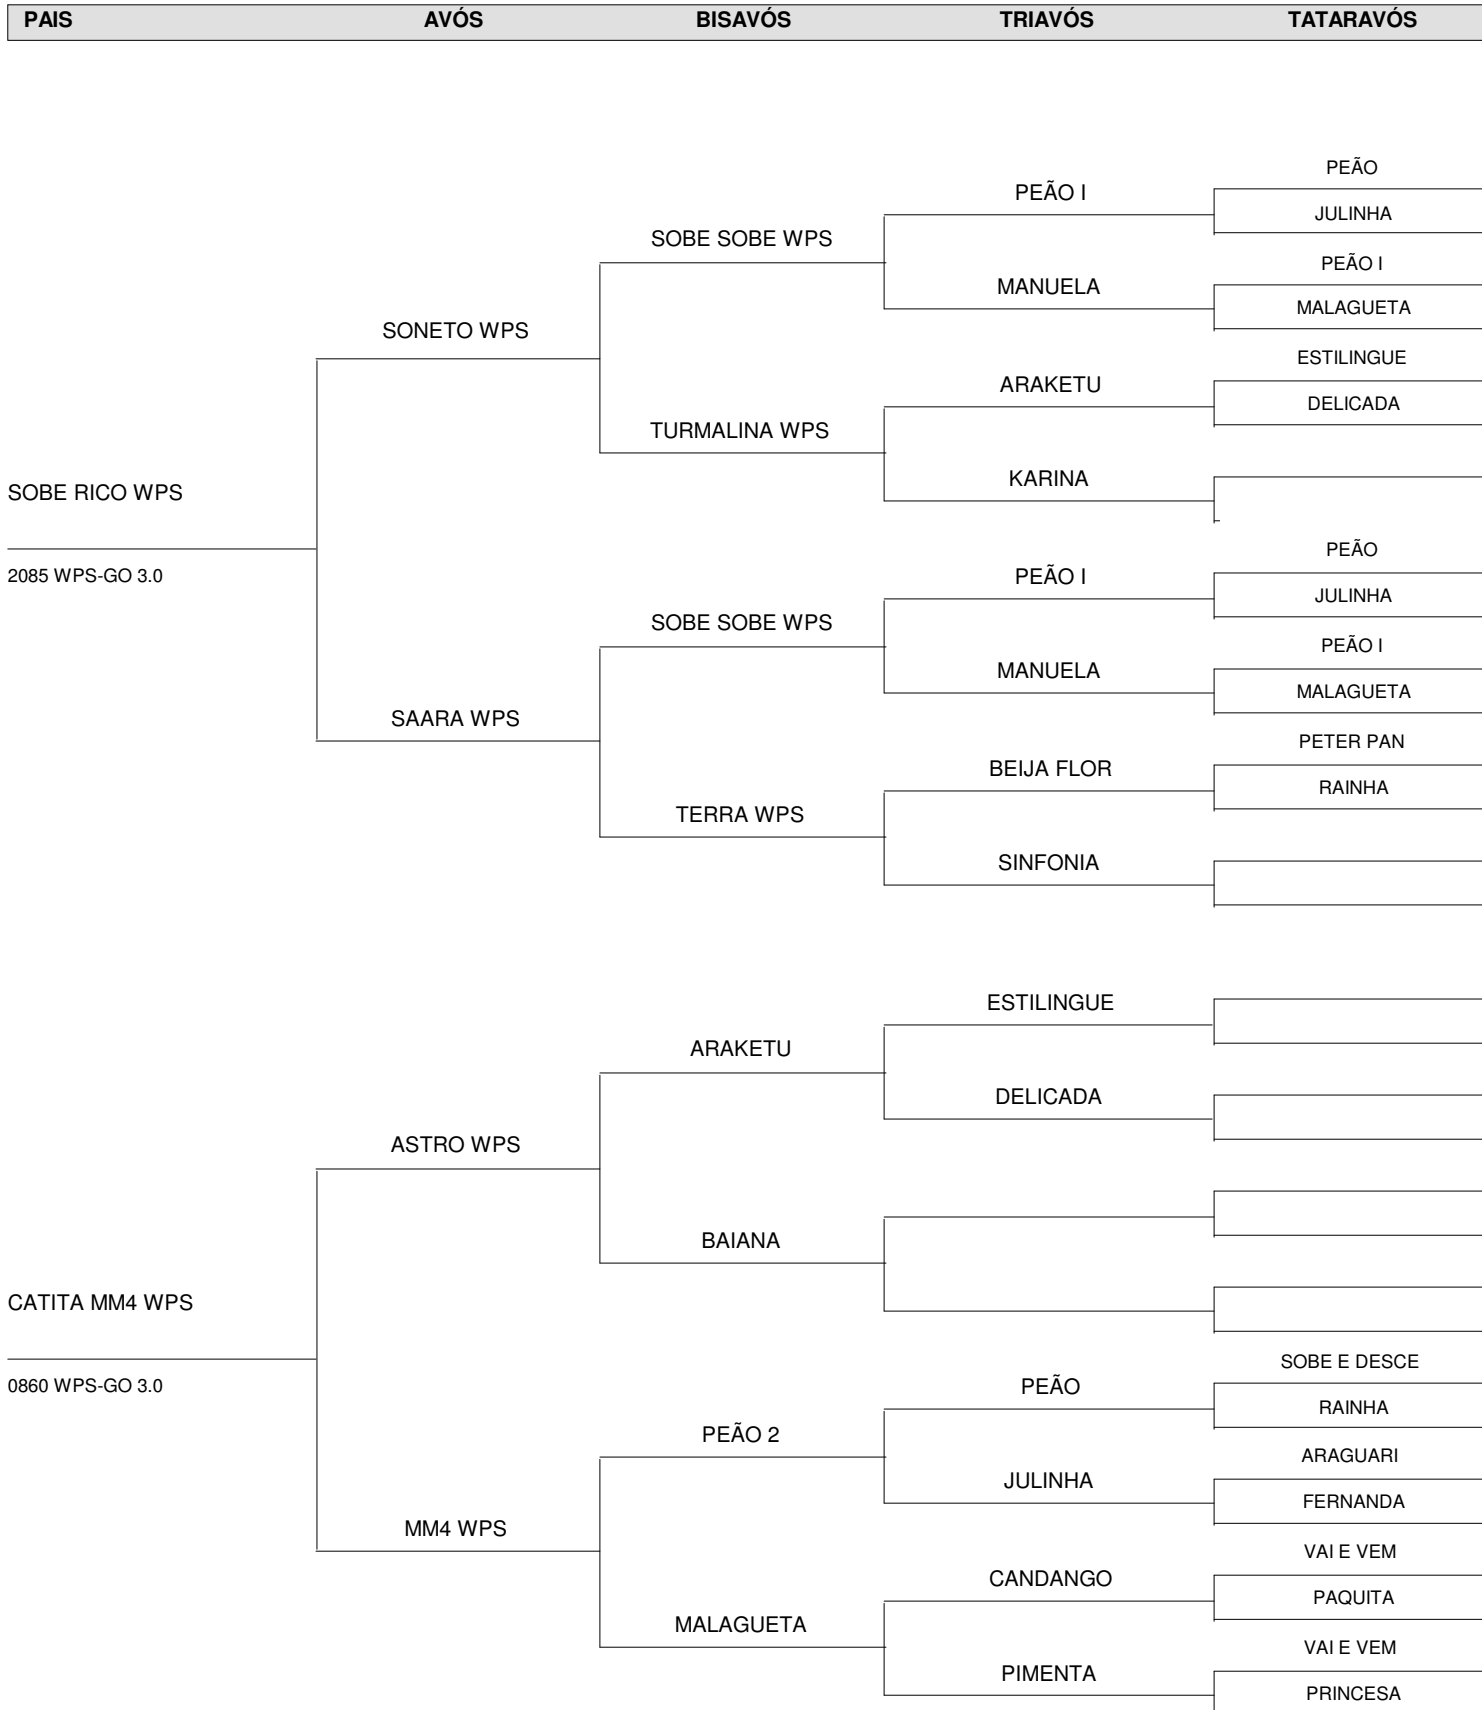 PAIS AVÓS BISAVÓS TRIAVÓS TATARAVÓS
PEÃO
PEÃO I
JULINHA
SOBE SOBE WPS
PEÃO I
MANUELA
MALAGUETA
SONETO WPS
ESTILINGUE
ARAKETU
DELICADA
TURMALINA WPS
KARINA
SOBE RICO WPS
PEÃO
2085 WPS-GO 3.0
PEÃO I
JULINHA
SOBE SOBE WPS
PEÃO I
MANUELA
MALAGUETA
SAARA WPS
PETER PAN
BEIJA FLOR
RAINHA
TERRA WPS
SINFONIA
ESTILINGUE
ARAKETU
DELICADA
ASTRO WPS
BAIANA
CATITA MM4 WPS
SOBE E DESCE
0860 WPS-GO 3.0
PEÃO
RAINHA
PEÃO 2
ARAGUARI
JULINHA
FERNANDA
MM4 WPS
VAI E VEM
CANDANGO
PAQUITA
MALAGUETA
VAI E VEM
PIMENTA
PRINCESA